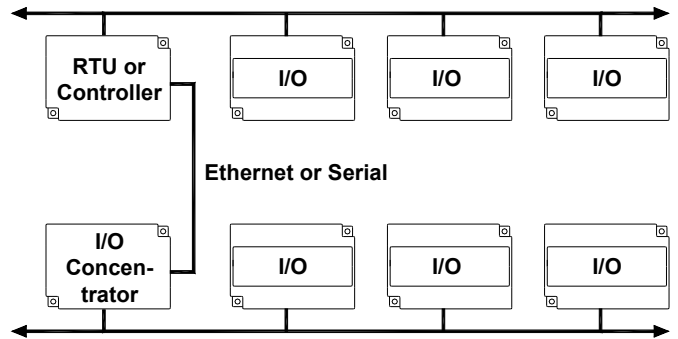 RTU or
Controller
I/O
I/O
I/O
Ethernet or Serial
I/O
Concen-
trator
I/O
I/O
I/O